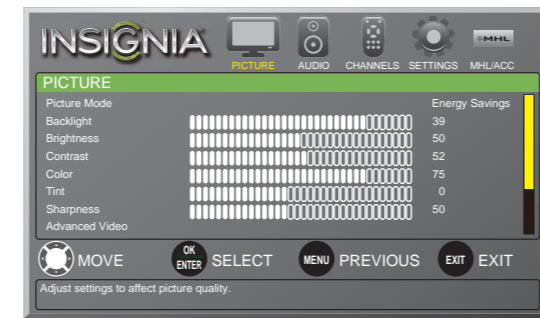 INSIGNIA
MHL
PICTURE AUDIO CHANNELS SETTINGS MHL/ACC
PICTURE
Picture Mode Energy Savings
Backlight 39
Brightness 50
Contrast 52
Color 75
Tint 0
Sharpness 50
Advanced Video
MOVE OK ENTER SELECT MENU PREVIOUS EXIT EXIT
Adjust settings to affect picture quality.